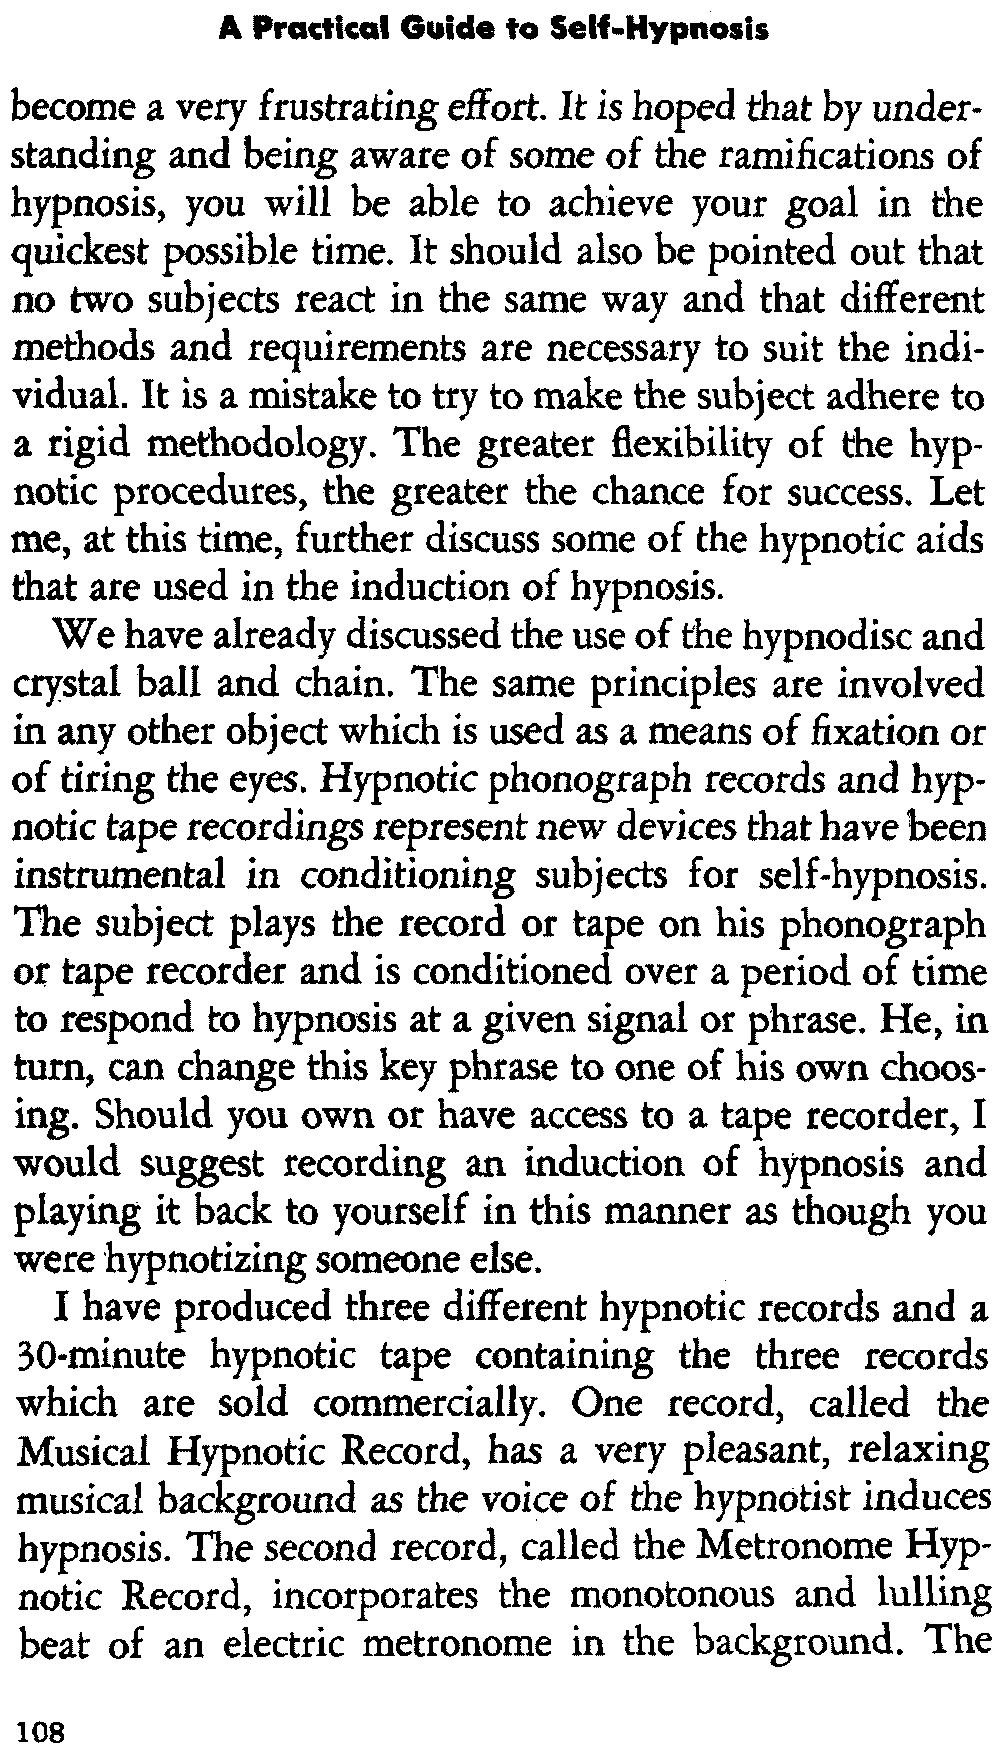 A Practical Guide to Self-Hypnosis
become a very frustrating effort. It is hoped that by under-
standing and being aware of some of the ramifications of
hypnosis, you will be able to achieve your goal in the
quickest possible time. It should also be pointed out that
no two subjects react in the same way and that different
methods and requirements are necessary to suit the indi-
vidual. It is a mistake to try to make the subject adhere to
a rigid methodology. The greater flexibility of the hyp-
notic procedures, the greater the chance for success. Let
me, at this time, further discuss some of the hypnotic aids
that are used in the induction of hypnosis.
We have already discussed the use of the hypnodisc and
crystal ball and chain. The same principles are involved
in any other object which is used as a means of fixation or
of tiring the eyes. Hypnotic phonograph records and hyp-
notic tape recordings represent new devices that have been
instrumental in conditioning subjects for self-hypnosis.
The subject plays the record or tape on his phonograph
or tape recorder and is conditioned over a period of time
to respond to hypnosis at a given signal or phrase. He, in
turn, can change this key phrase to one of his own choos-
ing. Should you own or have access to a tape recorder, I
would suggest recording an induction of hypnosis and
playing it back to yourself in this manner as though you
were hypnotizing someone else.
I have produced three different hypnotic records and a
30-minute hypnotic tape containing the three records
which are sold commercially. One record, called the
Musical Hypnotic Record, has a very pleasant, relaxing
musical background as the voice of the hypnotist induces
hypnosis. The second record, called the Metronome Hyp-
notic Record, incorporates the monotonous and lulling
beat of an electric metronome in the background. The
108